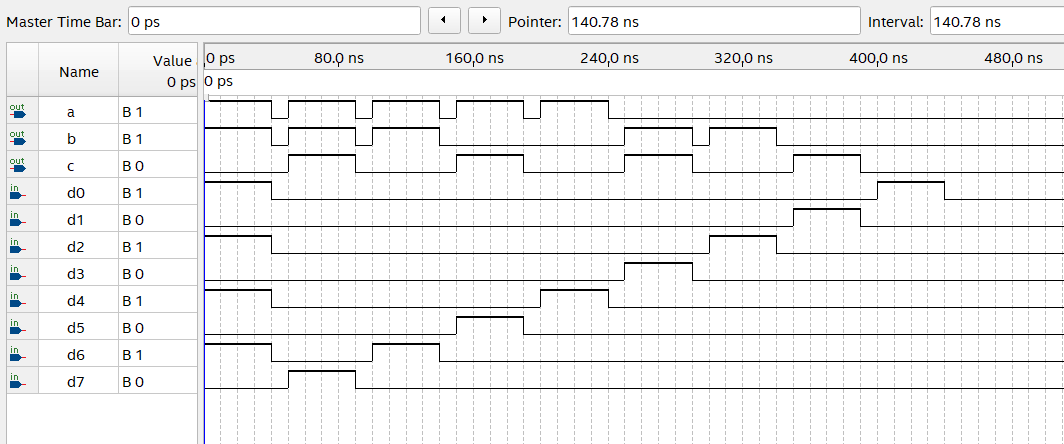 Master Time Bar: 0 ps Pointer: 140.78 ns Interval: 140.78 ns
Name Value 0 ps
0 ps 80.0 ns 160.0 ns 240.0 ns 320.0 ns 400.0 ns 480.0 ns
0 ps
out a B 1
out b B 1
out c B 0
in d0 B 1
in d1 B 0
in d2 B 1
in d3 B 0
in d4 B 1
in d5 B 0
in d6 B 1
in d7 B 0